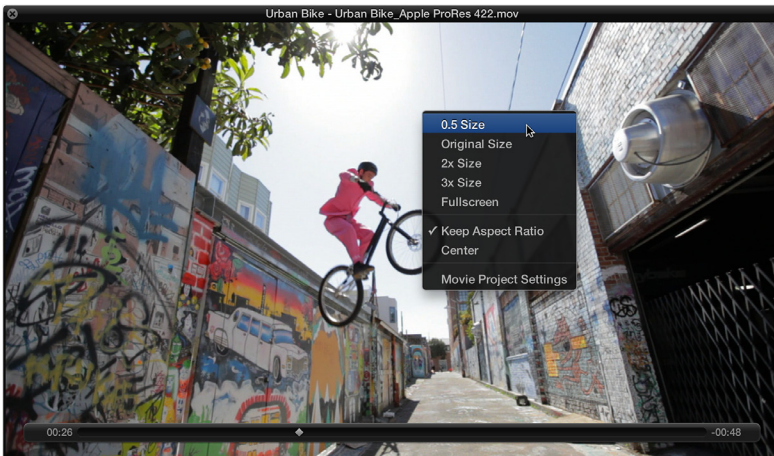 Urban Bike - Urban Bike_Apple ProRes 422.mov
0.5 Size
Original Size
2x Size
3x Size
Fullscreen
✓ Keep Aspect Ratio
Center
Movie Project Settings
00:26
-00:48